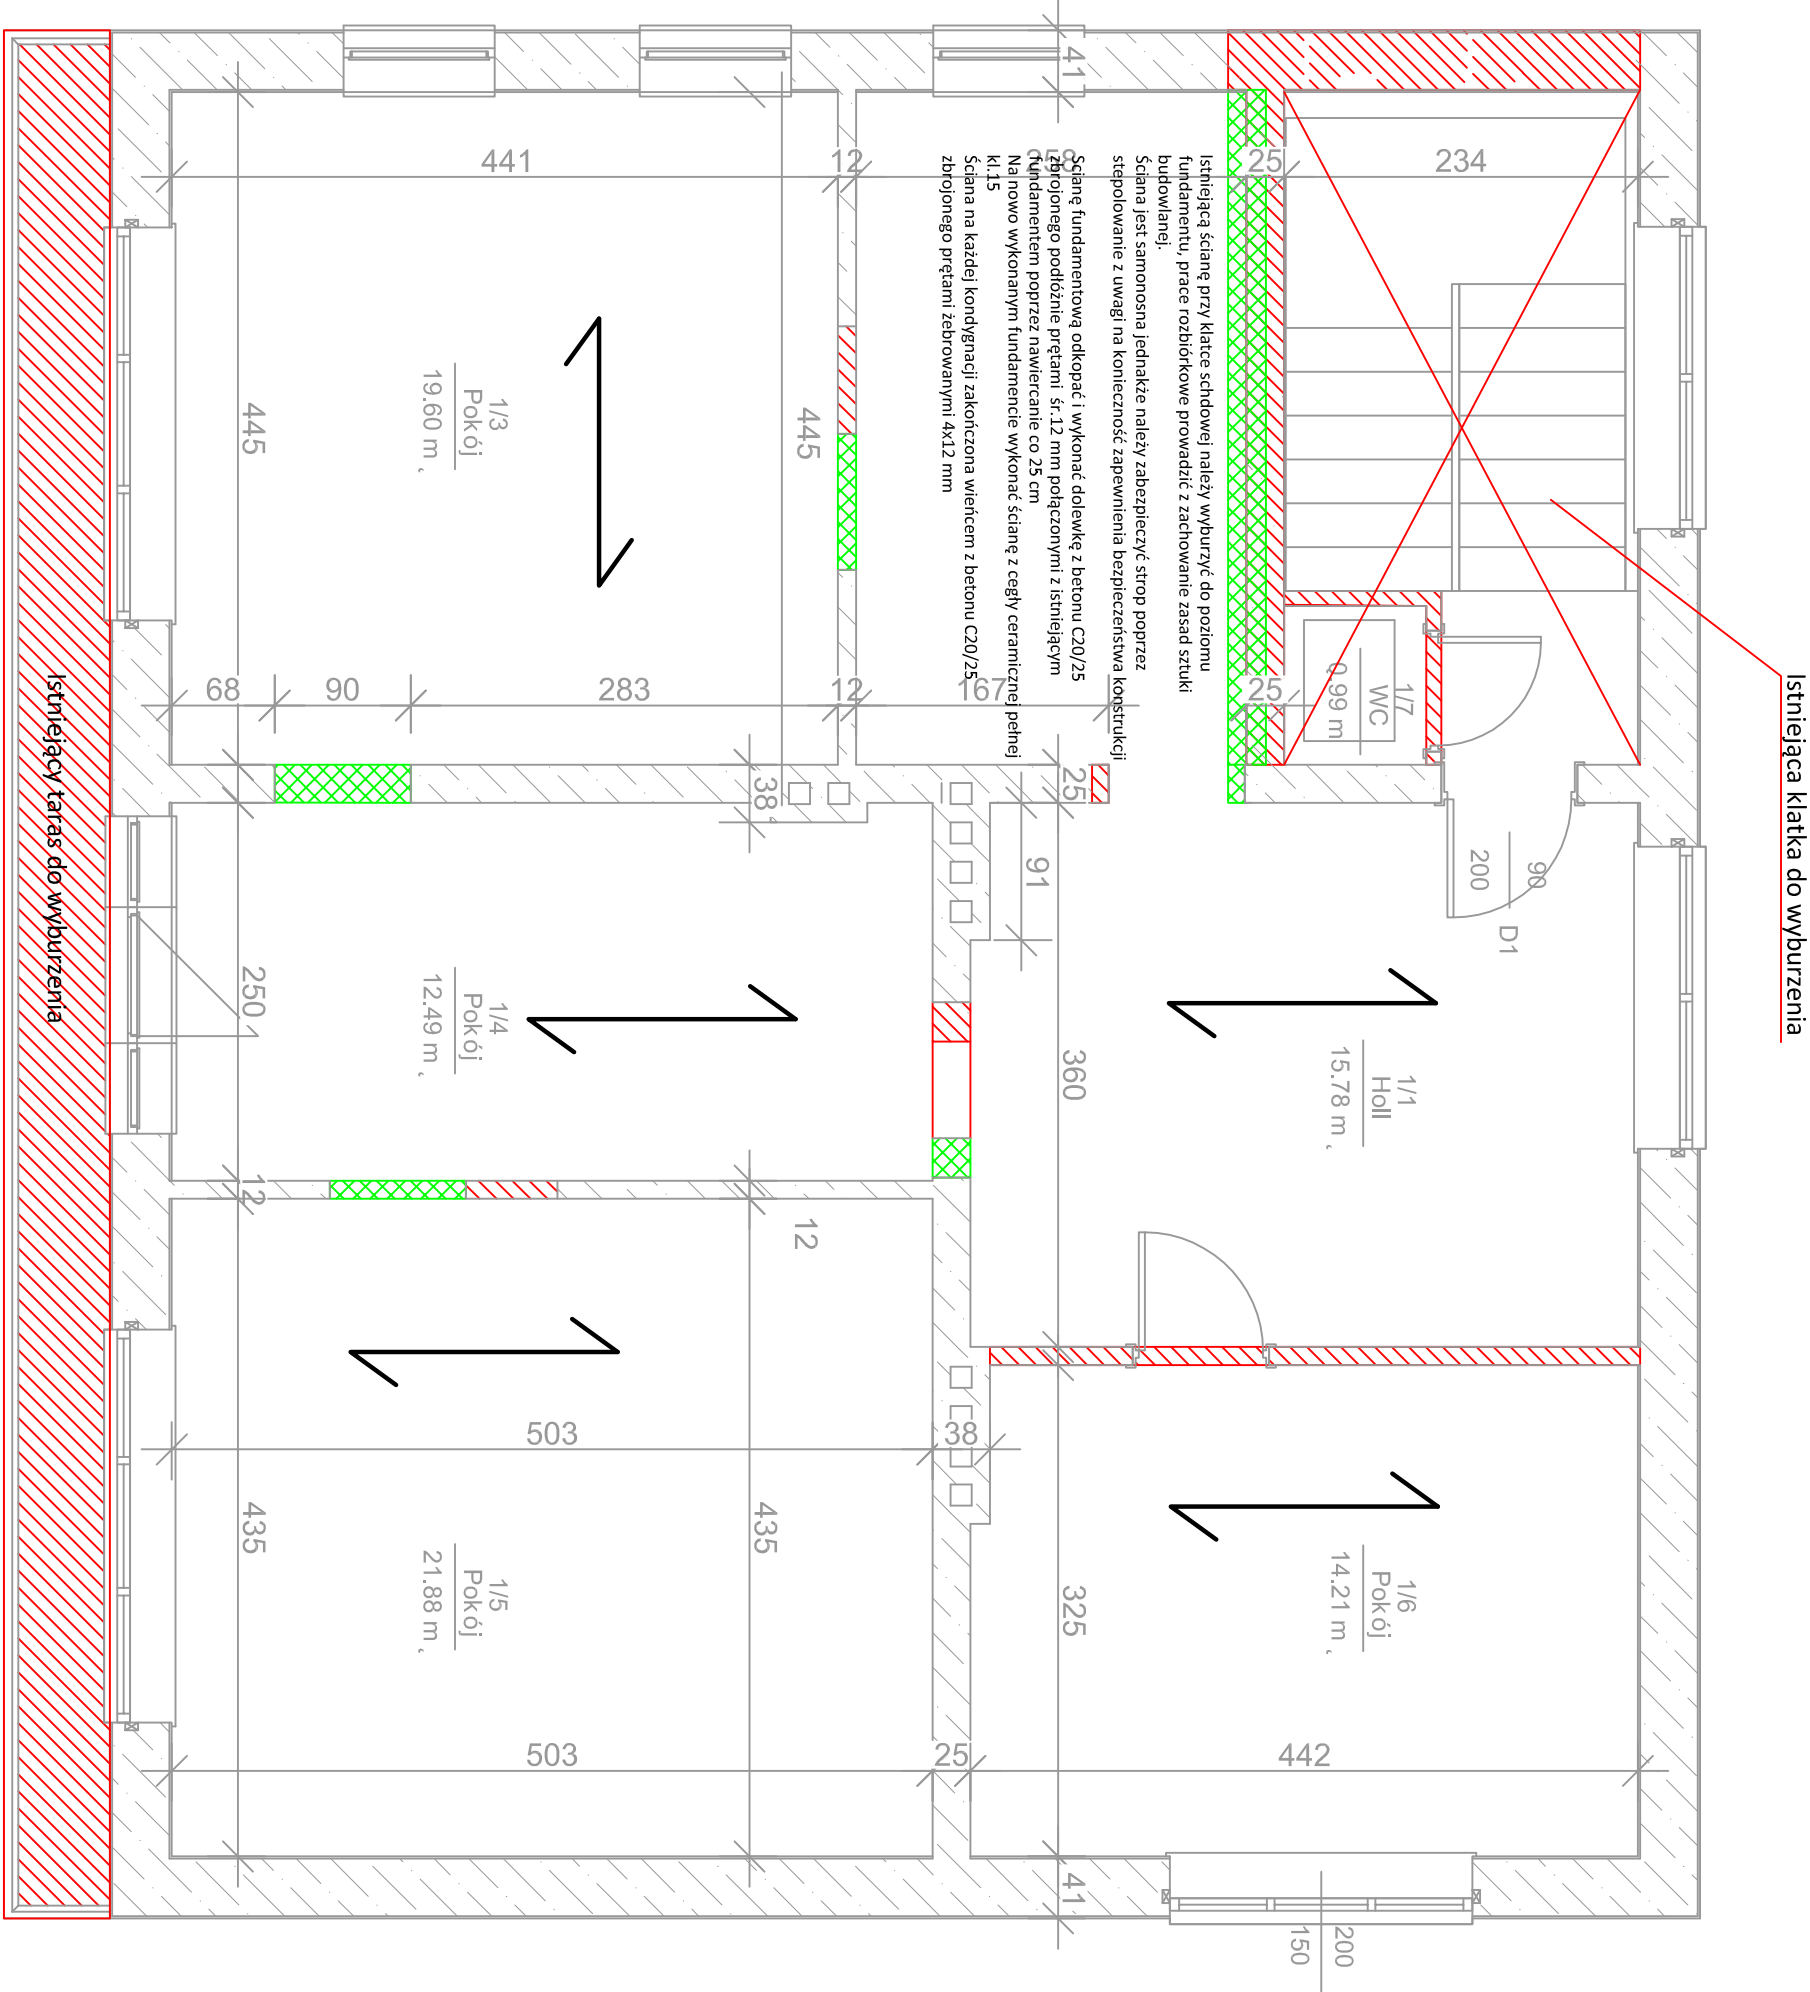 Istniejąca klatka do wyburzenia
Istniejącą ścianę przy klatce schdowej należy wyburzyć do poziomu
fundamentu, prace rozbiórkowe prowadzić z zachowanie zasad sztuki
budowlanej.
Ściana jest samonosna jednakże należy zabezpieczyć strop poprzez
stepolowanie z uwagi na konieczność zapewnienia bezpieczeństwa konstrukcji
Ścianę fundamentową odkopać i wykonać dolewkę z betonu C20/25
zbrojonego podłóżnie prętami śr.12 mm połączonymi z istniejącym
fundamentem poprzez nawiercanie co 25 cm
Na nowo wykonanym fundamencie wykonać ścianę z cegły ceramicznej pełnej
kl.15
Ściana na każdej kondygnacji zakończona wieńcem z betonu C20/25
zbrojonego prętami żebrowanymi 4x12 mm
41
441
12
258
25
234
445
445
1/3
Pokój
19.60 m
68
90
283
12
167
25
1/7
WC
0.99 m
38
25
91
90
200
D1
250
1/4
Pokój
12.49 m
360
1/1
Holl
15.78 m
12
12
503
38
435
435
1/5
Pokój
21.88 m
325
1/6
Pokój
14.21 m
503
25
442
41
200
150
Istniejący taras do wyburzenia